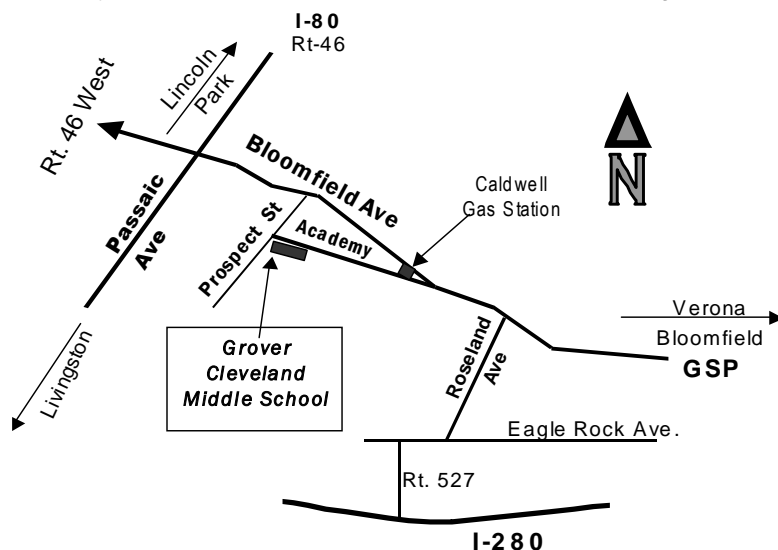 I-80
Rt-46
Lincoln
Park
Rt. 46 West
Bloomfield Ave
N
Caldwell
Gas Station
Passaic
Ave
Prospect St
Academy
Verona
Bloomfield
GSP
Grover
Cleveland
Middle School
Roseland
Ave
Livingston
Eagle Rock Ave.
Rt. 527
I-280